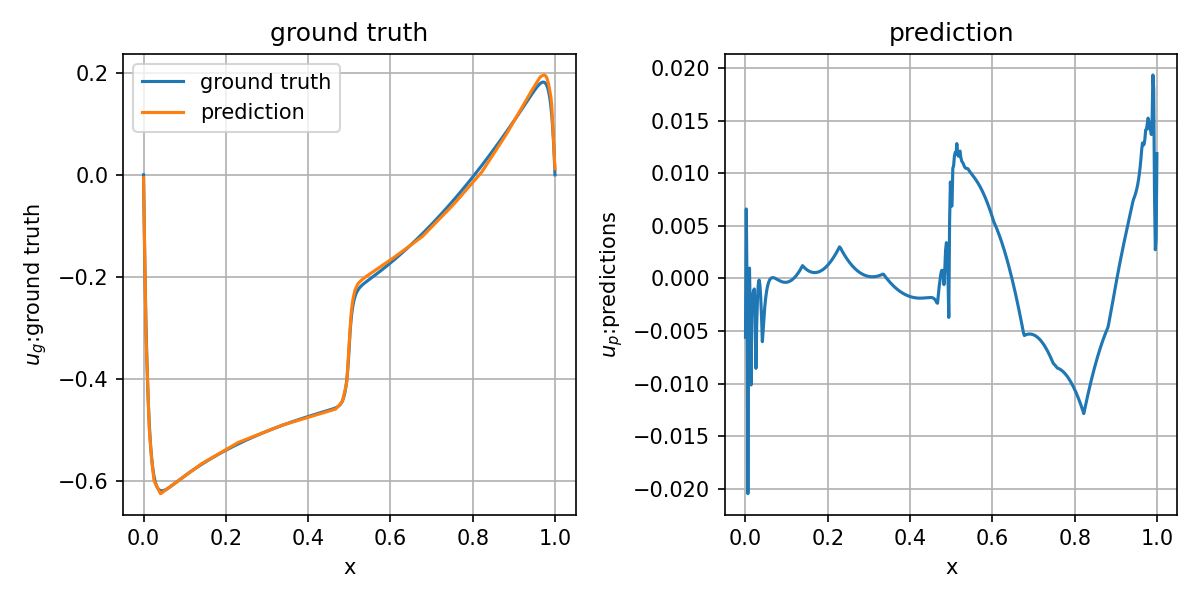 ground truth
ground truth
prediction
u_g:ground truth
0.2
0.0
−0.2
−0.4
−0.6
0.0 0.2 0.4 0.6 0.8 1.0
x
prediction
u_p:predictions
0.020
0.015
0.010
0.005
0.000
−0.005
−0.010
−0.015
−0.020
0.0 0.2 0.4 0.6 0.8 1.0
x